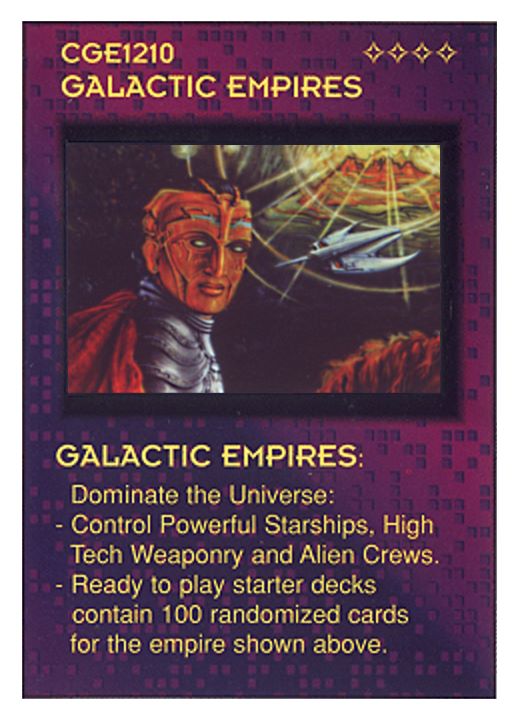 CGE1210
GALACTIC EMPIRES
GALACTIC EMPIRES:
Dominate the Universe:
- Control Powerful Starships, High
Tech Weaponry and Alien Crews.
- Ready to play starter decks
contain 100 randomized cards
for the empire shown above.